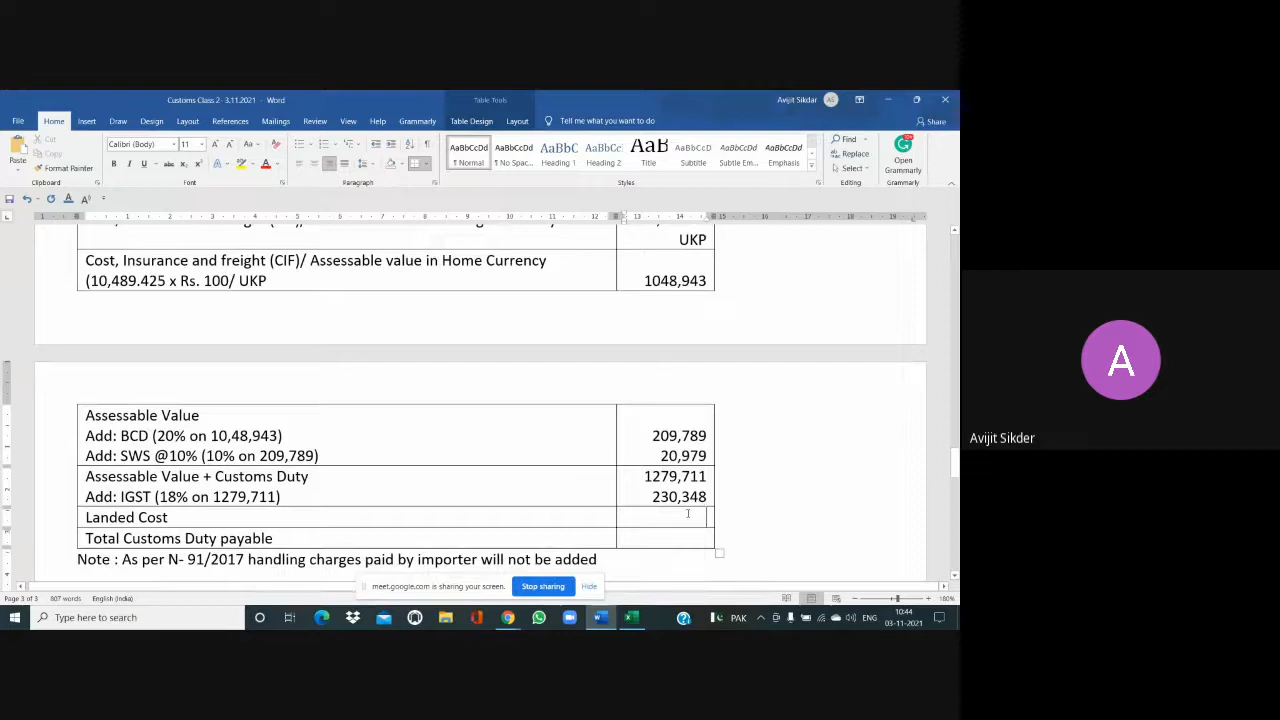 Customs Class 2- 3.11.2021 - Word
Table Tools
Avijit Sikdar AS
File Home Insert Draw Design Layout References Mailings Review View Help Grammarly Table Design Layout Tell me what you want to do Share
Cut
Copy
Paste
Format Painter
Clipboard
Calibri (Body) 11
Font
Paragraph
AaBbCcDd AaBbCcDd AaBbC AaBbCcC AaB AaBbCcD AaBbCcDd AaBbCcDd
¶ Normal ¶ No Spac... Heading 1 Heading 2 Title Subtitle Subtle Em... Emphasis
Styles
Find
Replace
Select
Editing
Open Grammarly
Grammarly
UKP
Cost, Insurance and freight (CIF)/ Assessable value in Home Currency
(10,489.425 x Rs. 100/ UKP 1048,943
Assessable Value
Add: BCD (20% on 10,48,943) 209,789
Add: SWS @10% (10% on 209,789) 20,979
Assessable Value + Customs Duty 1279,711
Add: IGST (18% on 1279,711) 230,348
Landed Cost
Total Customs Duty payable
Note : As per N- 91/2017 handling charges paid by importer will not be added
meet.google.com is sharing your screen. Stop sharing Hide
Page 3 of 3 807 words English (India) 180%
Type here to search
PAK ENG
10:44
03-11-2021
A
Avijit Sikder